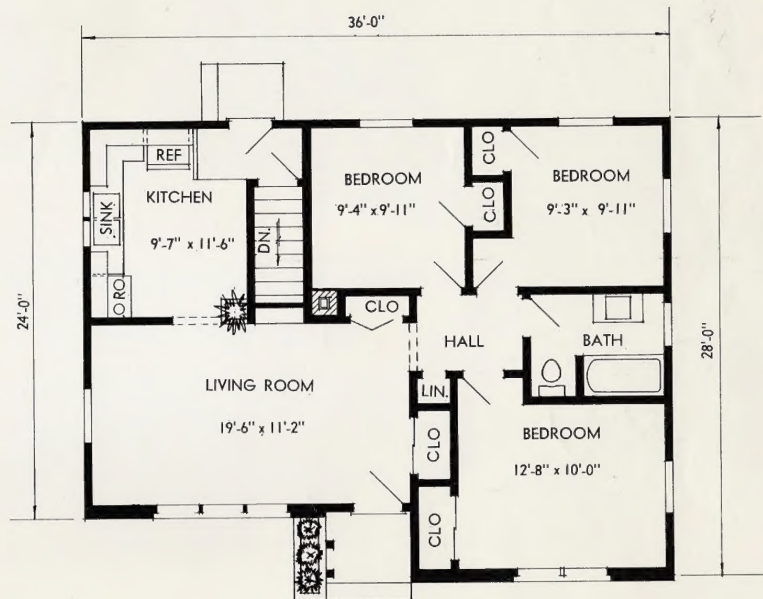 36'-0"
REF
KITCHEN
9'-7" x 11'-6"
SINK
O RO
DN.
BEDROOM
9'-4" x 9'-11"
CLO
CLO
BEDROOM
9'-3" x 9'-11"
24'-0"
28'-0"
CLO
HALL
BATH
LIVING ROOM
19'-6" x 11'-2"
LIN.
CLO
CLO
BEDROOM
12'-8" x 10'-0"